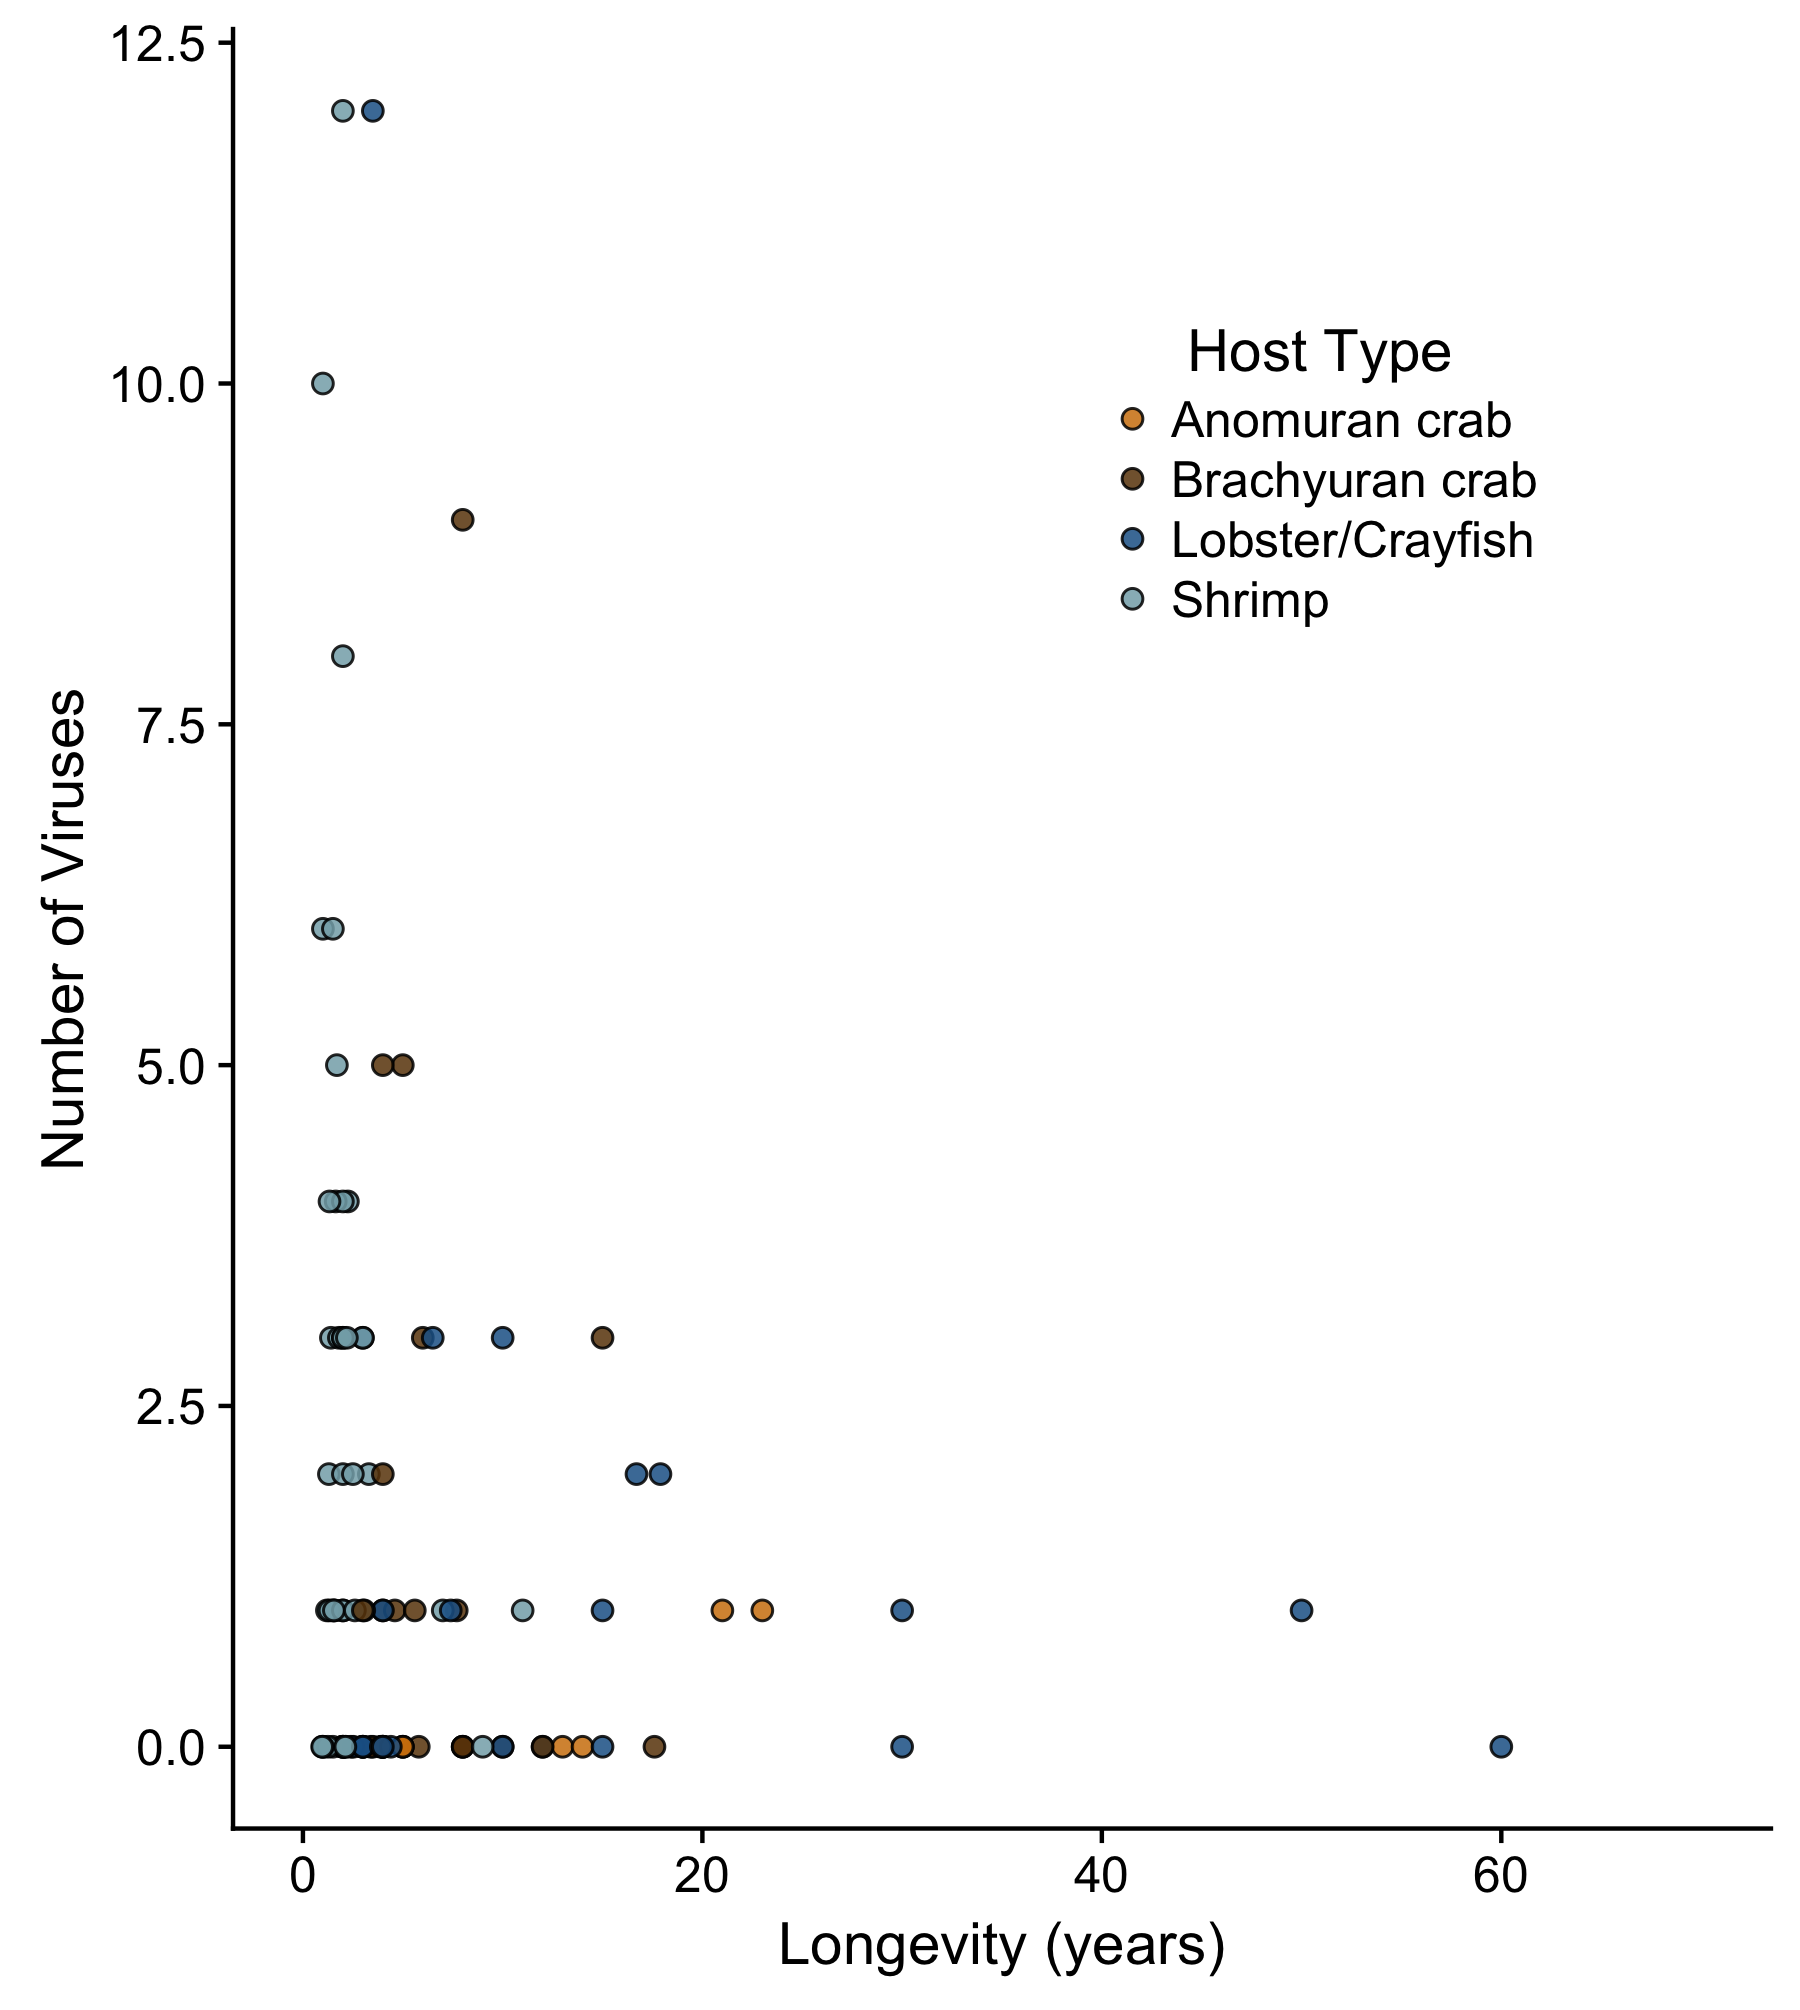 12.5
10.0
7.5
5.0
2.5
0.0
Number of Viruses
Host Type
Anomuran crab
Brachyuran crab
Lobster/Crayfish
Shrimp
0 20 40 60
Longevity (years)